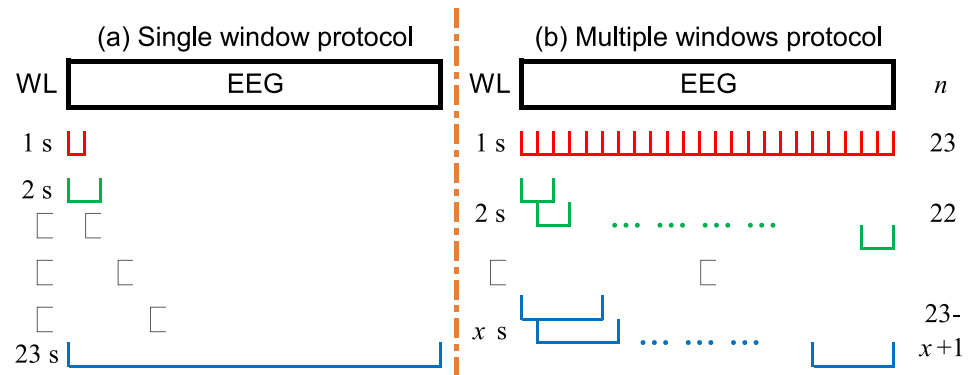 (a) Single window protocol
WL EEG
1 s
2 s
23 s
(b) Multiple windows protocol
WL EEG n
1 s 23
2 s … … … … 22
x s … … … 23-
x+1